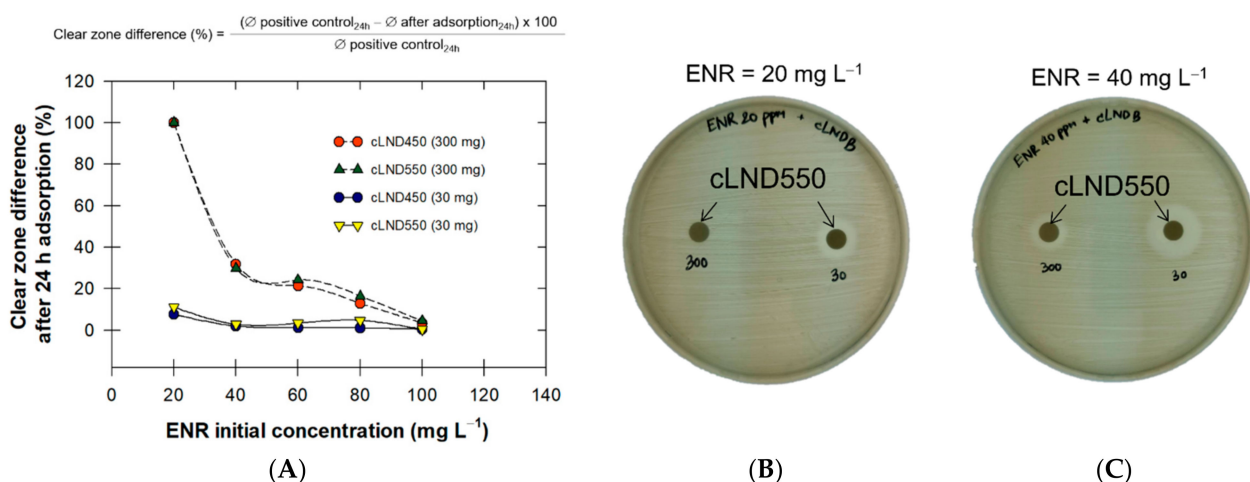 Clear zone difference (%) = (∅ positive control24h − ∅ after adsorption24h) x 100
∅ positive control24h
Clear zone difference
after 24 h adsorption (%)
120
100
80
60
40
20
0
cLND450 (300 mg)
cLND550 (300 mg)
cLND450 (30 mg)
cLND550 (30 mg)
0 20 40 60 80 100 120 140
ENR initial concentration (mg L−1)
(A)
ENR = 20 mg L−1
ENR 20 ppm + cLNDB
cLND550
300
30
(B)
ENR = 40 mg L−1
ENR 40 ppm + cLNDB
cLND550
300
30
(C)